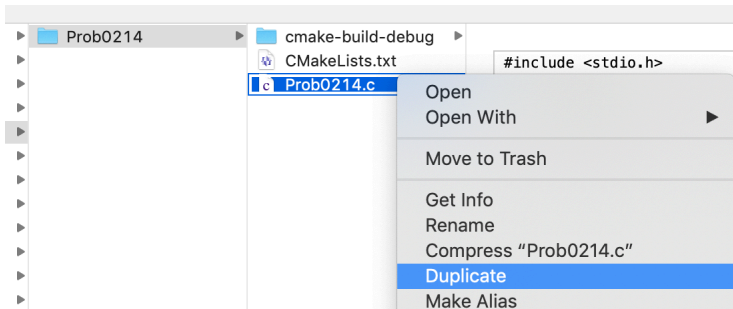 Prob0214
cmake-build-debug
CMakeLists.txt
Prob0214.c
#include <stdio.h>
Open
Open With
Move to Trash
Get Info
Rename
Compress “Prob0214.c”
Duplicate
Make Alias